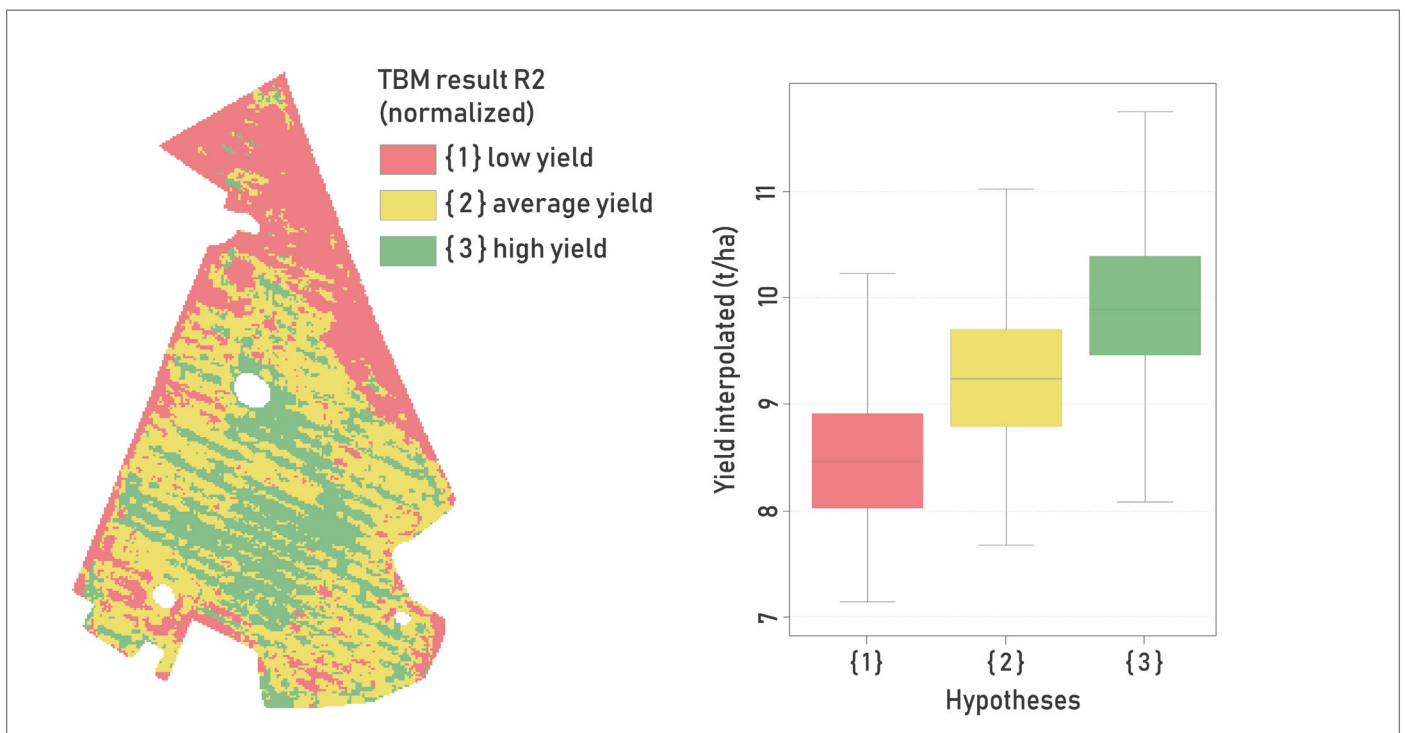 TBM result R2
(normalized)
{1} low yield
{2} average yield
{3} high yield
Yield interpolated (t/ha)
11
10
9
8
7
{1} {2} {3}
Hypotheses